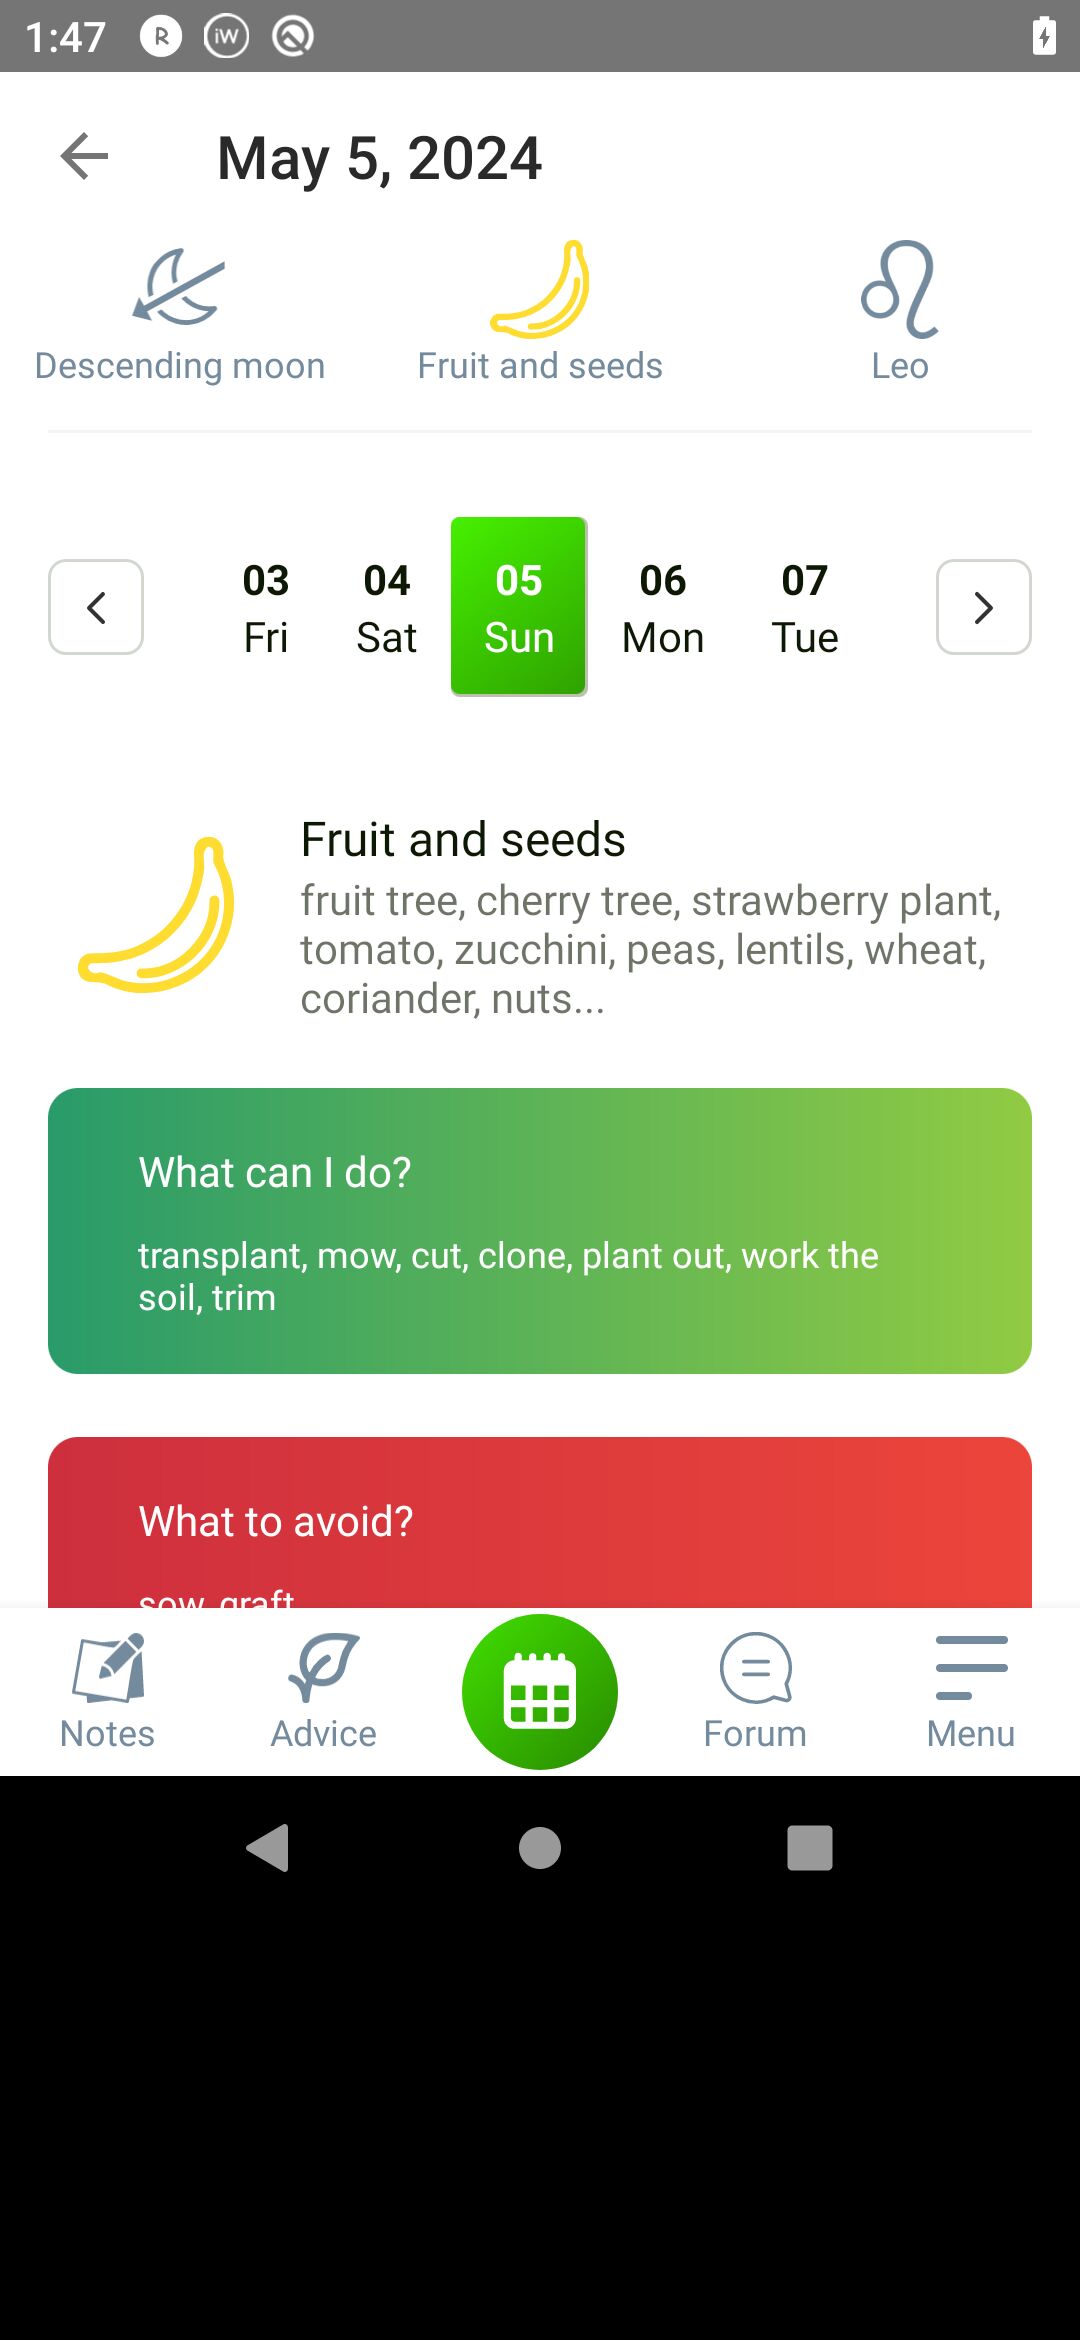 1:47
R
iW
May 5, 2024
Descending moon
Fruit and seeds
Leo
03 04 05 06 07
Fri Sat Sun Mon Tue
Fruit and seeds
fruit tree, cherry tree, strawberry plant,
tomato, zucchini, peas, lentils, wheat,
coriander, nuts...
What can I do?
transplant, mow, cut, clone, plant out, work the
soil, trim
What to avoid?
sow, graft
Notes
Advice
Forum
Menu